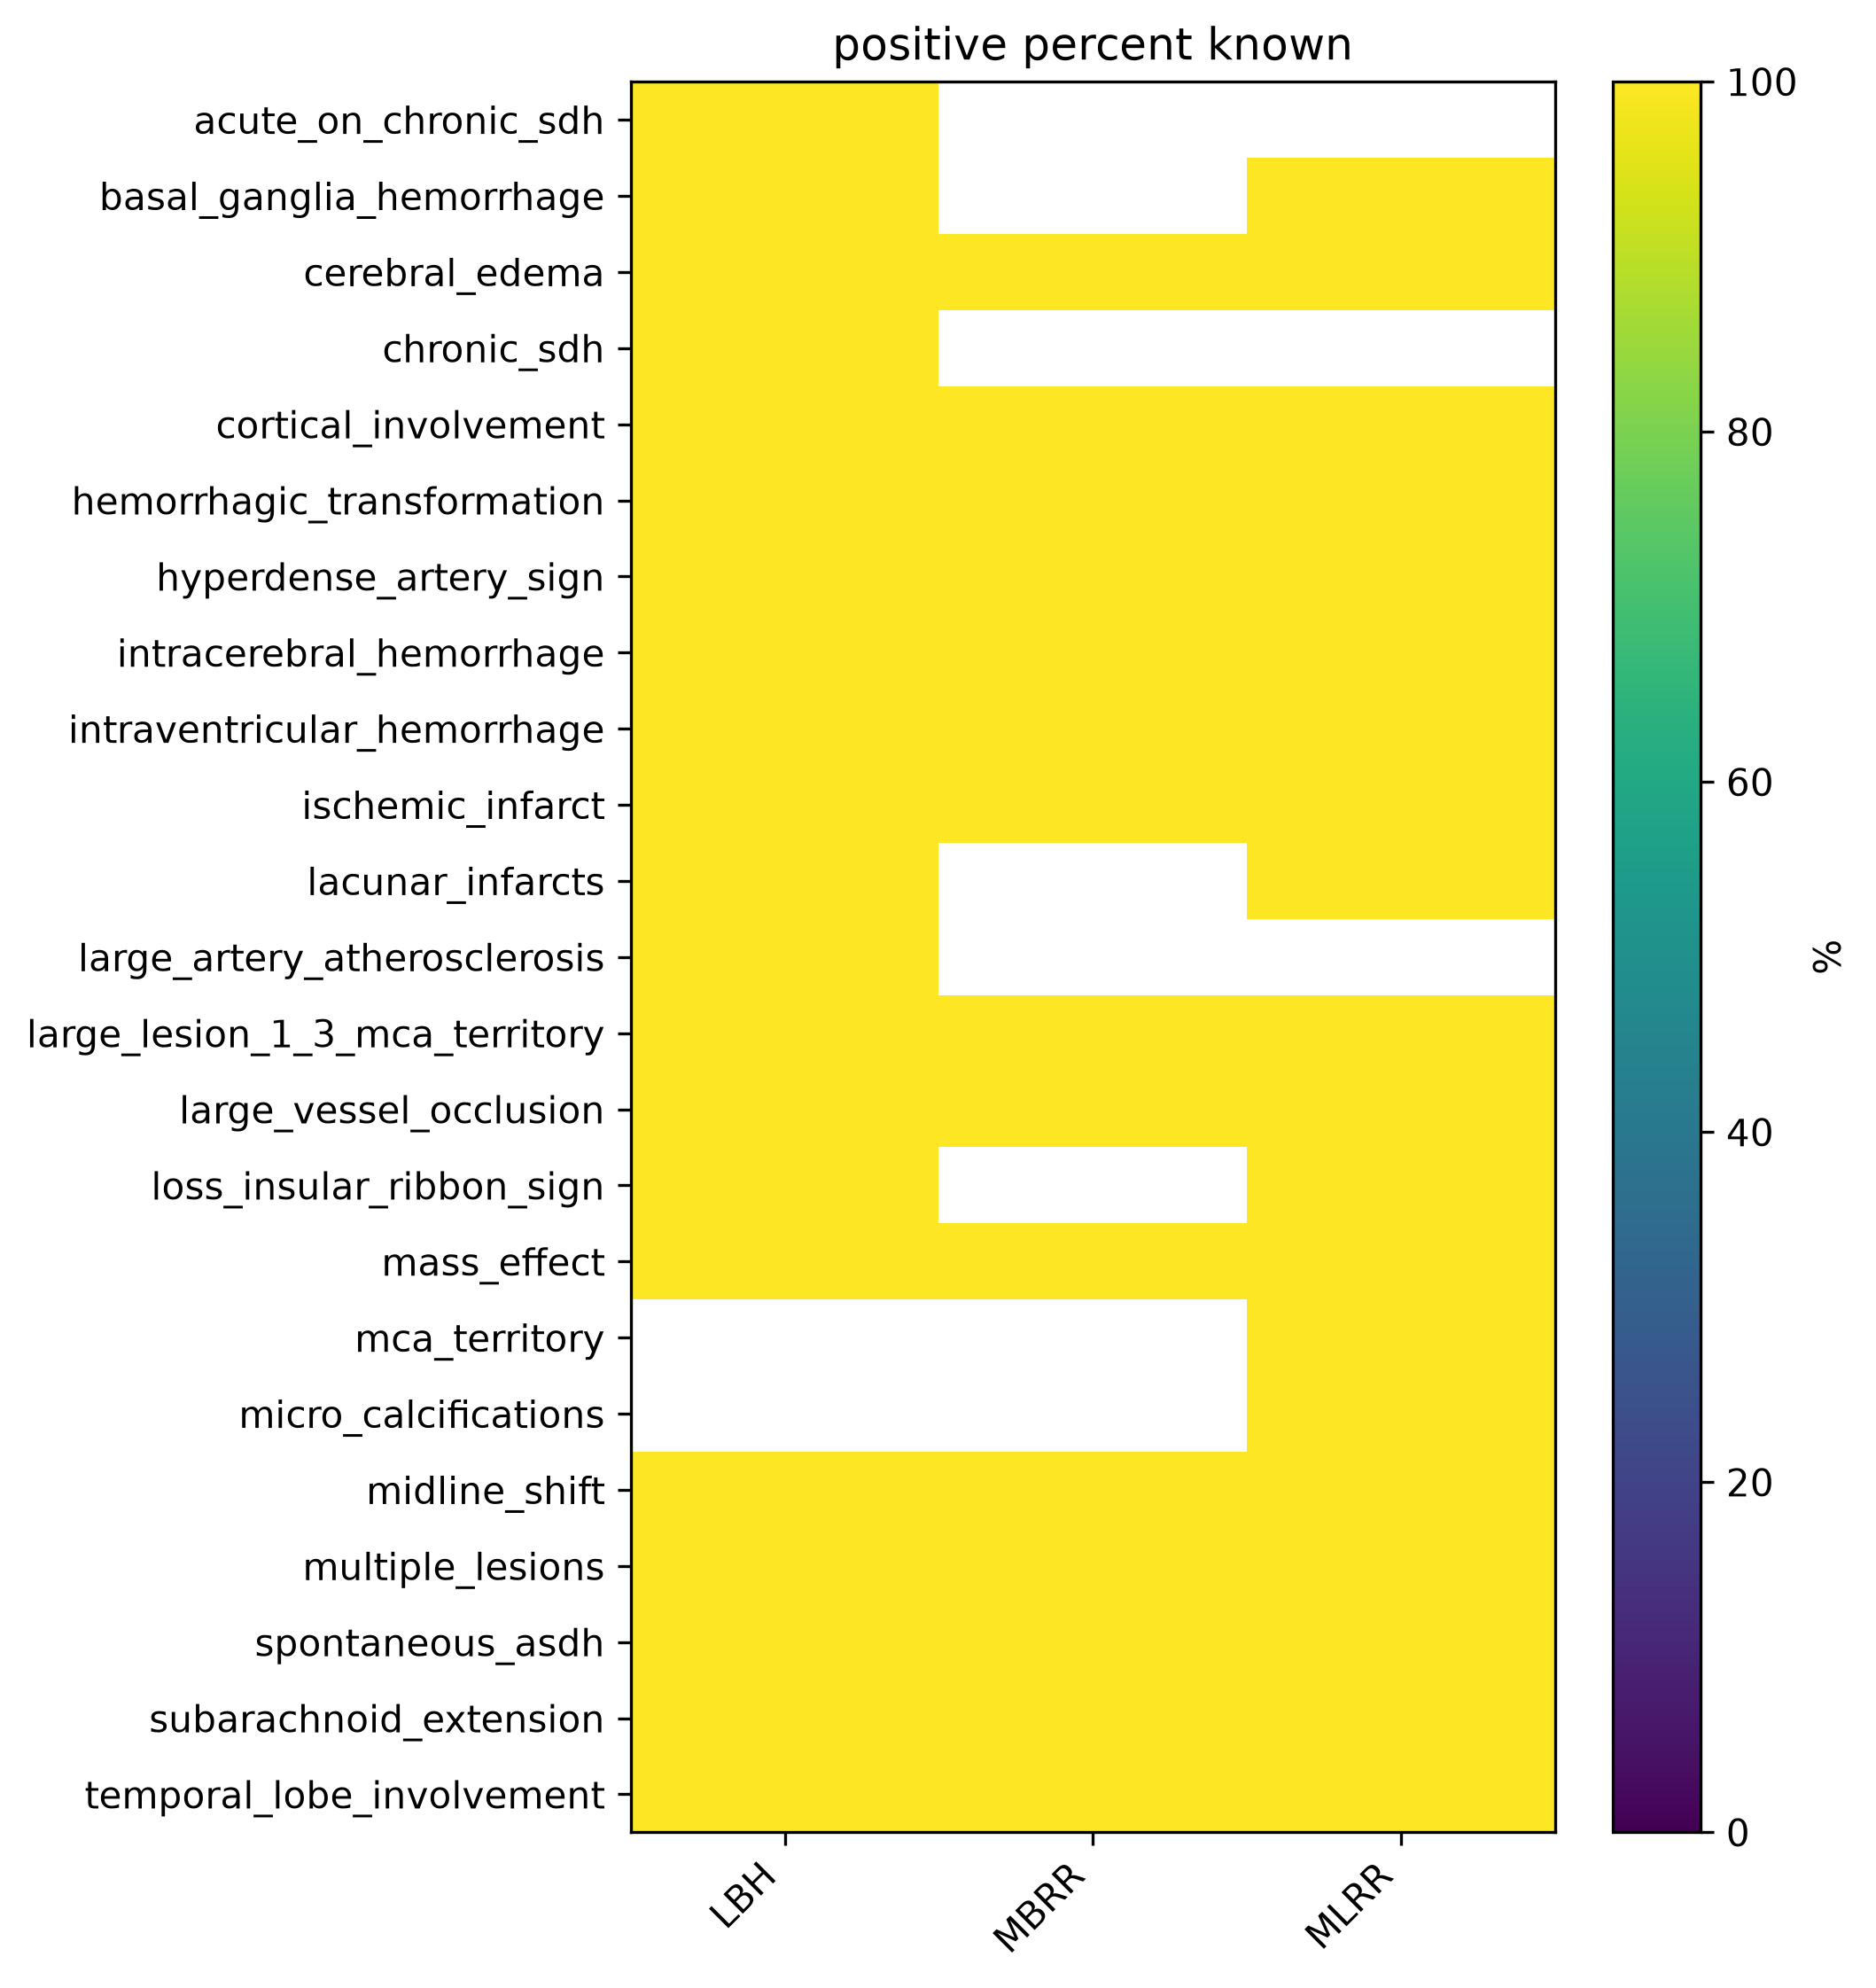 positive percent known
acute_on_chronic_sdh
basal_ganglia_hemorrhage
cerebral_edema
chronic_sdh
cortical_involvement
hemorrhagic_transformation
hyperdense_artery_sign
intracerebral_hemorrhage
intraventricular_hemorrhage
ischemic_infarct
lacunar_infarcts
large_artery_atherosclerosis
large_lesion_1_3_mca_territory
large_vessel_occlusion
loss_insular_ribbon_sign
mass_effect
mca_territory
micro_calcifications
midline_shift
multiple_lesions
spontaneous_asdh
subarachnoid_extension
temporal_lobe_involvement
LBH
MBRR
MLRR
100
80
60
40
20
0
%